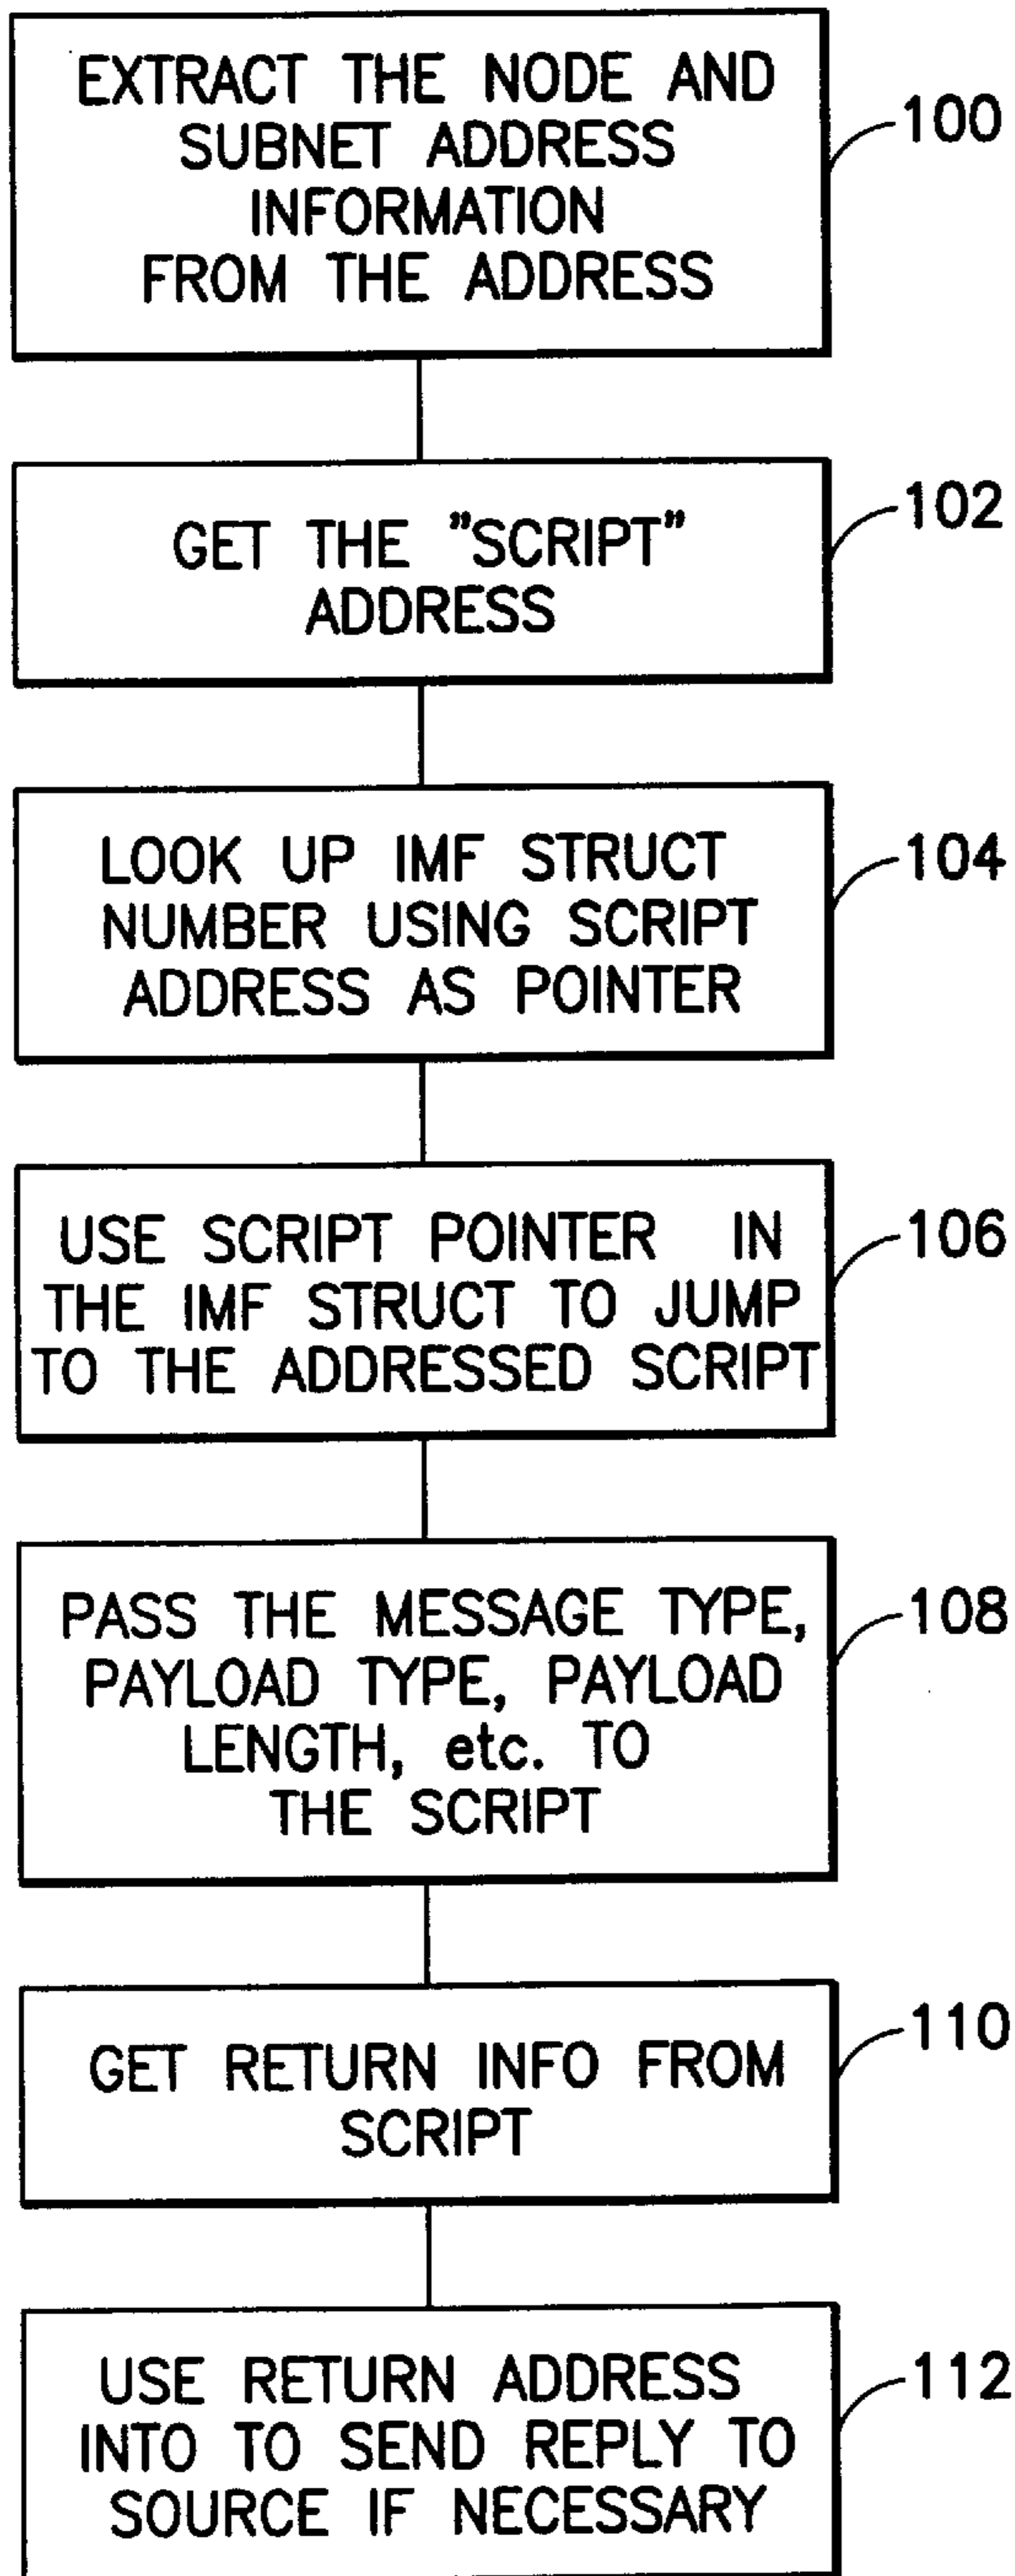 EXTRACT THE NODE AND
SUBNET ADDRESS
INFORMATION
FROM THE ADDRESS
100
GET THE "SCRIPT"
ADDRESS
102
LOOK UP IMF STRUCT
NUMBER USING SCRIPT
ADDRESS AS POINTER
104
USE SCRIPT POINTER IN
THE IMF STRUCT TO JUMP
TO THE ADDRESSED SCRIPT
106
PASS THE MESSAGE TYPE,
PAYLOAD TYPE, PAYLOAD
LENGTH, etc. TO
THE SCRIPT
108
GET RETURN INFO FROM
SCRIPT
110
USE RETURN ADDRESS
INTO TO SEND REPLY TO
SOURCE IF NECESSARY
112